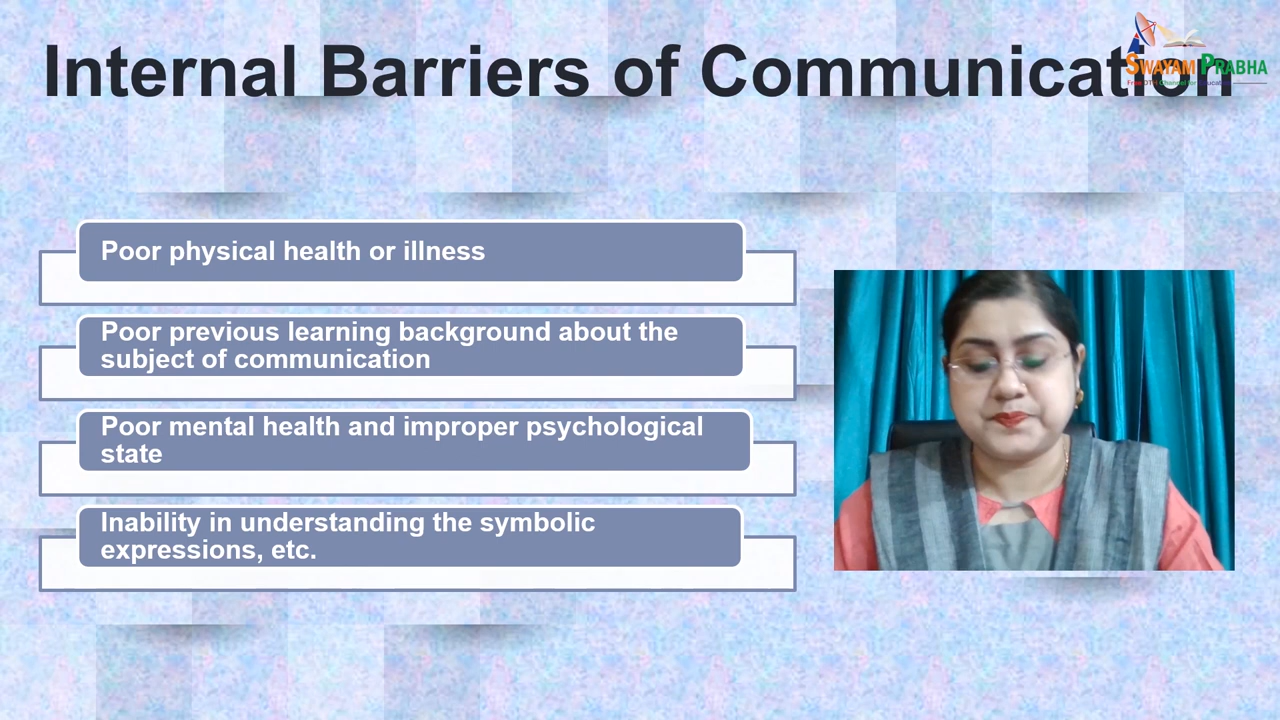 Internal Barriers of Communication
SWAYAM PRABHA
Poor physical health or illness
Poor previous learning background about the
subject of communication
Poor mental health and improper psychological
state
Inability in understanding the symbolic
expressions, etc.